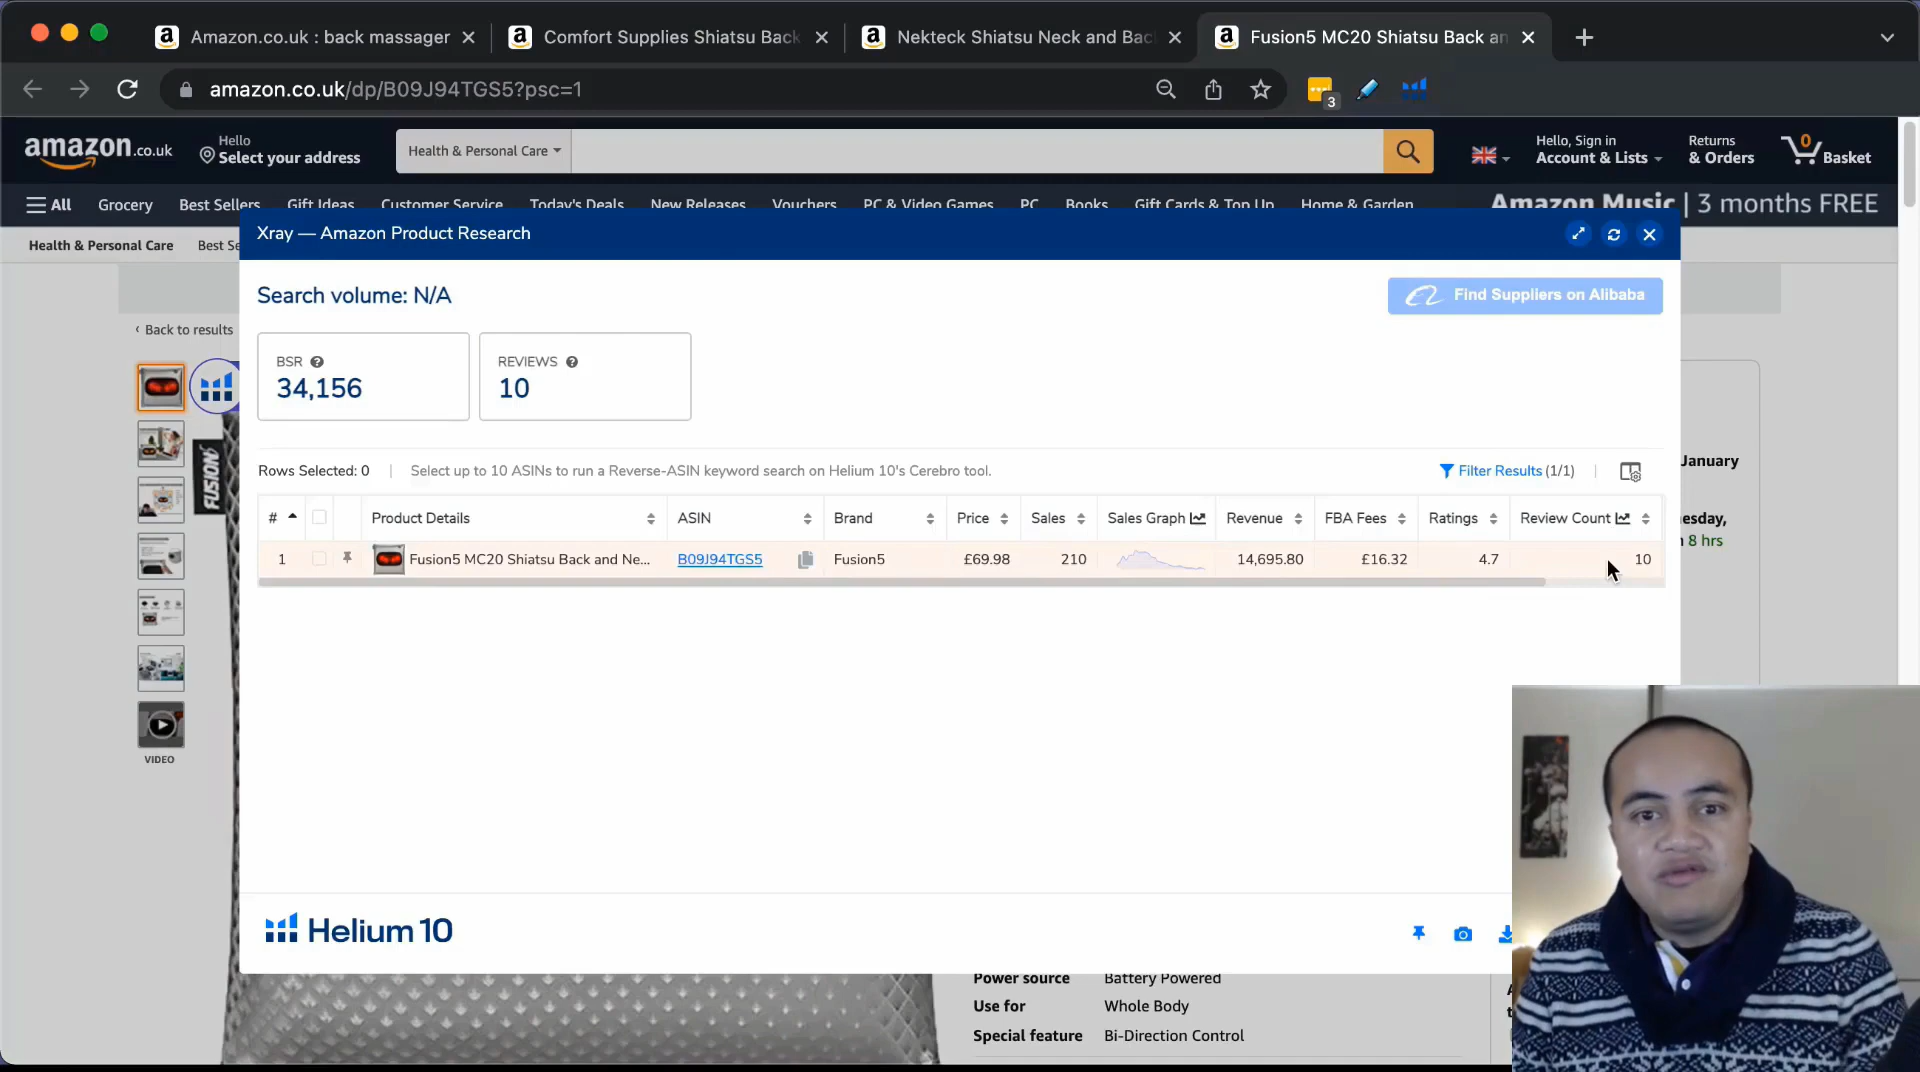 Amazon.co.uk : back massager
Comfort Supplies Shiatsu Back
Nekteck Shiatsu Neck and Bac
Fusion5 MC20 Shiatsu Back an
amazon.co.uk/dp/B09J94TGS5?psc=1
3
amazon.co.uk
Hello
Select your address
Health & Personal Care
Hello, Sign in
Account & Lists
Returns
& Orders
0
Basket
All
Grocery
Best Sellers
Gift Ideas
Customer Service
Today's Deals
New Releases
Vouchers
PC & Video Games
PC
Books
Gift Cards & Top Up
Home & Garden
Amazon Music | 3 months FREE
Health & Personal Care
Best Se
Xray — Amazon Product Research
Search volume: N/A
Find Suppliers on Alibaba
‹ Back to results
BSR
34,156
REVIEWS
10
January
Rows Selected: 0
Select up to 10 ASINs to run a Reverse-ASIN keyword search on Helium 10's Cerebro tool.
Filter Results (1/1)
FUSION
# Product Details ASIN Brand Price Sales Sales Graph Revenue FBA Fees Ratings Review Count
esday,
8 hrs
1 Fusion5 MC20 Shiatsu Back and Ne... B09J94TGS5 Fusion5 £69.98 210 14,695.80 £16.32 4.7 10
VIDEO
Helium 10
Power source Battery Powered
Use for Whole Body
Special feature Bi-Direction Control